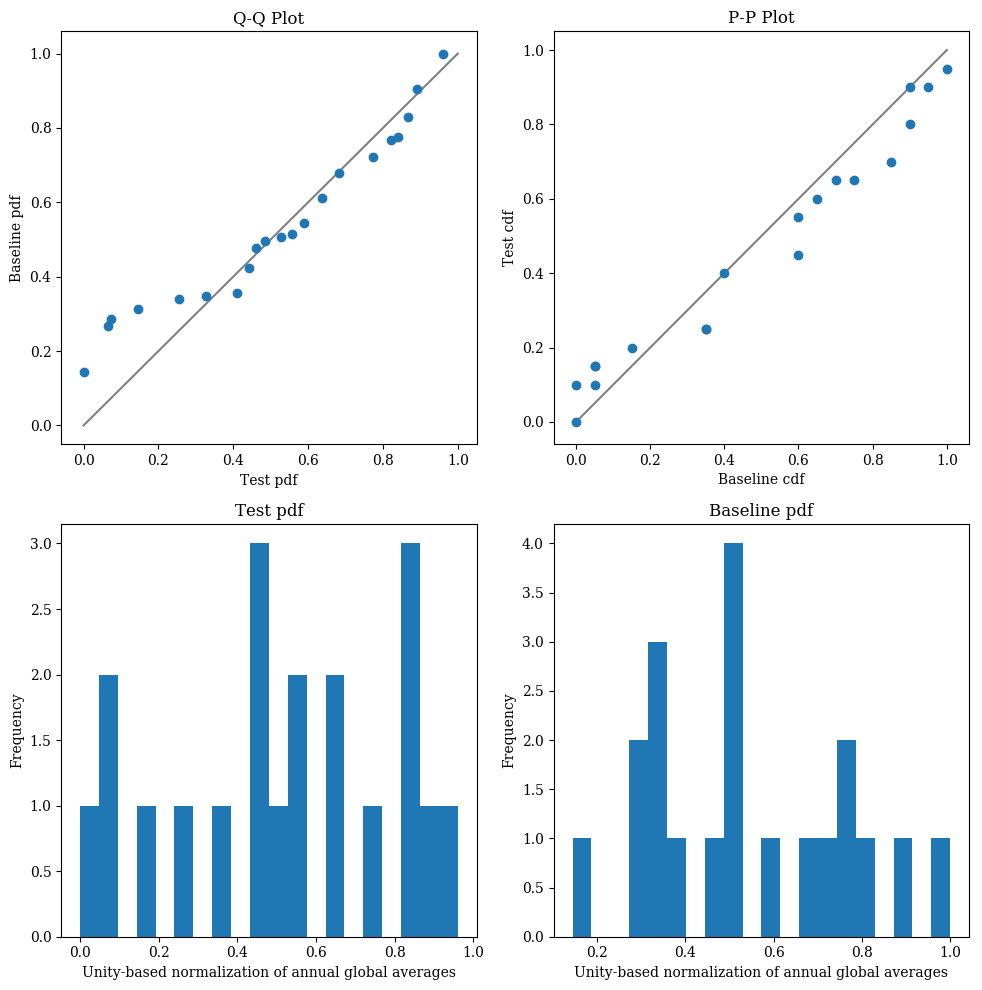 Q-Q Plot
1.0
0.8
0.6
0.4
0.2
0.0
Baseline pdf
0.0 0.2 0.4 0.6 0.8 1.0
Test pdf
P-P Plot
1.0
0.8
0.6
0.4
0.2
0.0
Test cdf
0.0 0.2 0.4 0.6 0.8 1.0
Baseline cdf
Test pdf
3.0
2.5
2.0
1.5
1.0
0.5
0.0
Frequency
0.0 0.2 0.4 0.6 0.8 1.0
Unity-based normalization of annual global averages
Baseline pdf
4.0
3.5
3.0
2.5
2.0
1.5
1.0
0.5
0.0
Frequency
0.2 0.4 0.6 0.8 1.0
Unity-based normalization of annual global averages